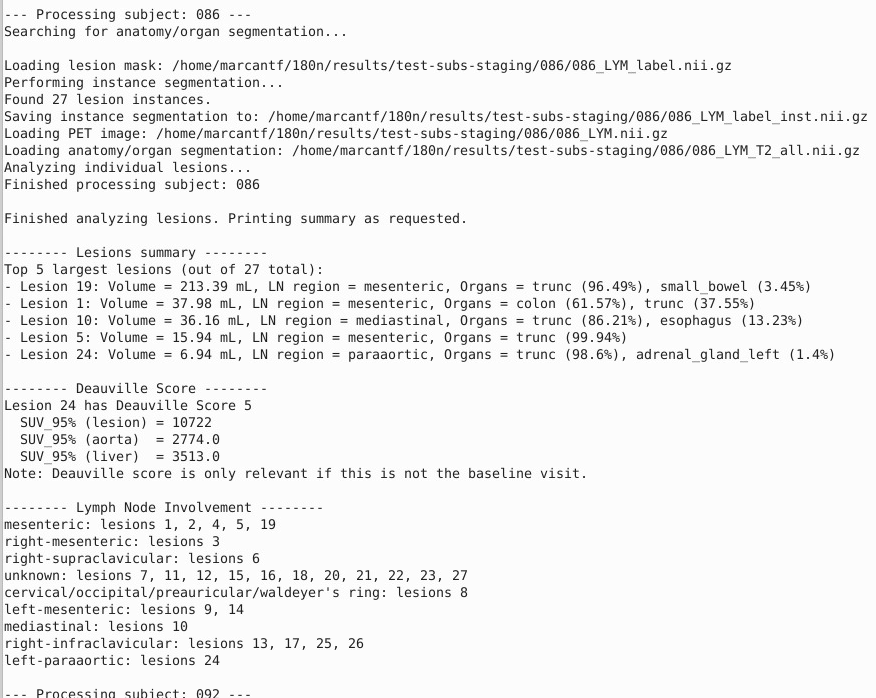 --- Processing subject: 086 ---
Searching for anatomy/organ segmentation...
Loading lesion mask: /home/marcantf/180n/results/test-subs-staging/086/086_LYM_label.nii.gz
Performing instance segmentation...
Found 27 lesion instances.
Saving instance segmentation to: /home/marcantf/180n/results/test-subs-staging/086/086_LYM_label_inst.nii.gz
Loading PET image: /home/marcantf/180n/results/test-subs-staging/086/086_LYM.nii.gz
Loading anatomy/organ segmentation: /home/marcantf/180n/results/test-subs-staging/086/086_LYM_T2_all.nii.gz
Analyzing individual lesions...
Finished processing subject: 086
Finished analyzing lesions. Printing summary as requested.
-------- Lesions summary --------
Top 5 largest lesions (out of 27 total):
- Lesion 19: Volume = 213.39 mL, LN region = mesenteric, Organs = trunc (96.49%), small_bowel (3.45%)
- Lesion 1: Volume = 37.98 mL, LN region = mesenteric, Organs = colon (61.57%), trunc (37.55%)
- Lesion 10: Volume = 36.16 mL, LN region = mediastinal, Organs = trunc (86.21%), esophagus (13.23%)
- Lesion 5: Volume = 15.94 mL, LN region = mesenteric, Organs = trunc (99.94%)
- Lesion 24: Volume = 6.94 mL, LN region = paraaortic, Organs = trunc (98.6%), adrenal_gland_left (1.4%)
-------- Deauville Score --------
Lesion 24 has Deauville Score 5
  SUV_95% (lesion) = 10722
  SUV_95% (aorta)  = 2774.0
  SUV_95% (liver)  = 3513.0
Note: Deauville score is only relevant if this is not the baseline visit.
-------- Lymph Node Involvement --------
mesenteric: lesions 1, 2, 4, 5, 19
right-mesenteric: lesions 3
right-supraclavicular: lesions 6
unknown: lesions 7, 11, 12, 15, 16, 18, 20, 21, 22, 23, 27
cervical/occipital/preauricular/waldeyer's ring: lesions 8
left-mesenteric: lesions 9, 14
mediastinal: lesions 10
right-infraclavicular: lesions 13, 17, 25, 26
left-paraaortic: lesions 24
--- Processing subject: 092 ---